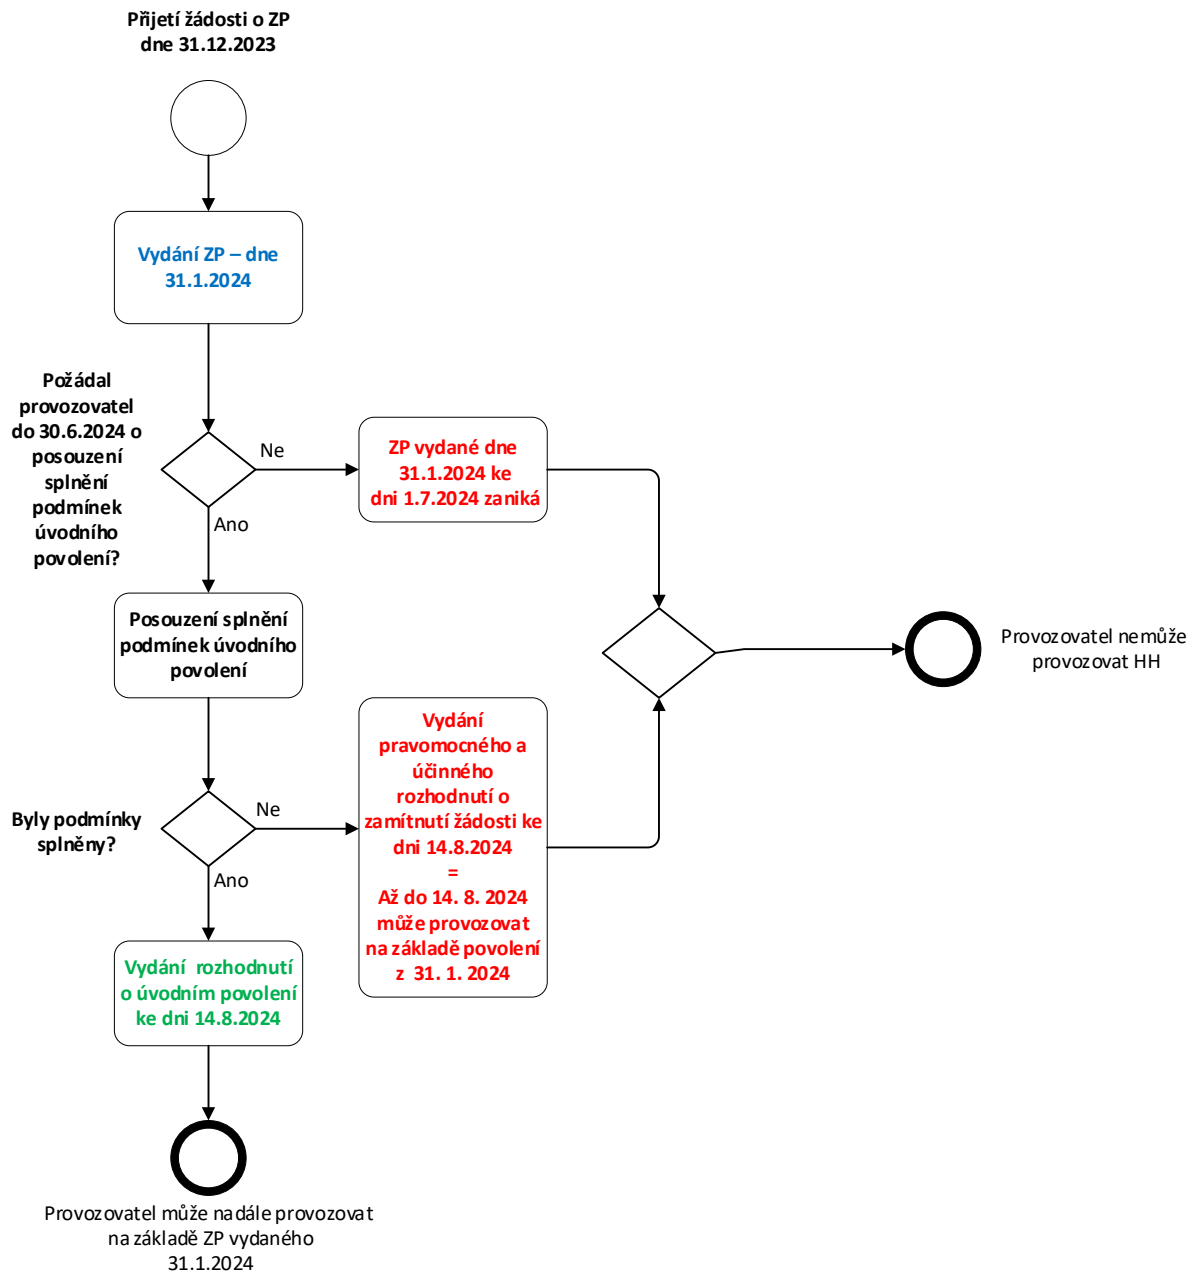 Přijetí žádosti o ZP
dne 31.12.2023
Vydání ZP – dne
31.1.2024
Požádal
provozovatel
do 30.6.2024 o
posouzení
splnění
podmínek
úvodního
povolení?
Ne
ZP vydané dne
31.1.2024 ke
dni 1.7.2024 zaniká
Ano
Posouzení splnění
podmínek úvodního
povolení
Provozovatel nemůže
provozovat HH
Byly podmínky
splněny?
Ne
Vydání
pravomocného a
účinného
rozhodnutí o
zamítnutí žádosti ke
dni 14.8.2024
=
Až do 14. 8. 2024
může provozovat
na základě povolení
z 31. 1. 2024
Ano
Vydání rozhodnutí
o úvodním povolení
ke dni 14.8.2024
Provozovatel může nadále provozovat
na základě ZP vydaného
31.1.2024